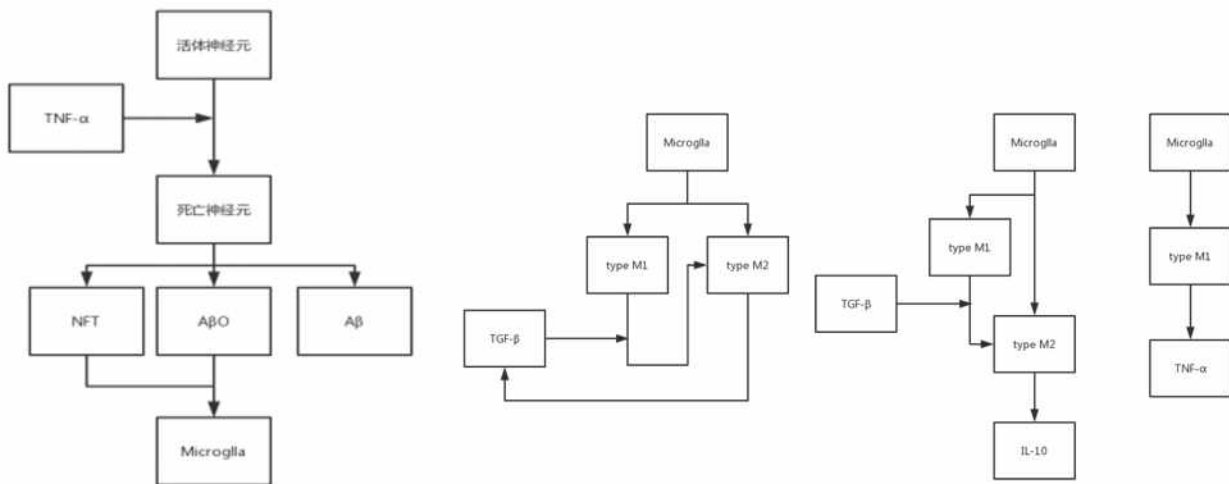 活体神经元
TNF-α
死亡神经元
NFT
AβO
Aβ
Microglla
Microglla
type M1
type M2
TGF-β
Microglla
type M1
TGF-β
type M2
IL-10
Microglla
type M1
TNF-α